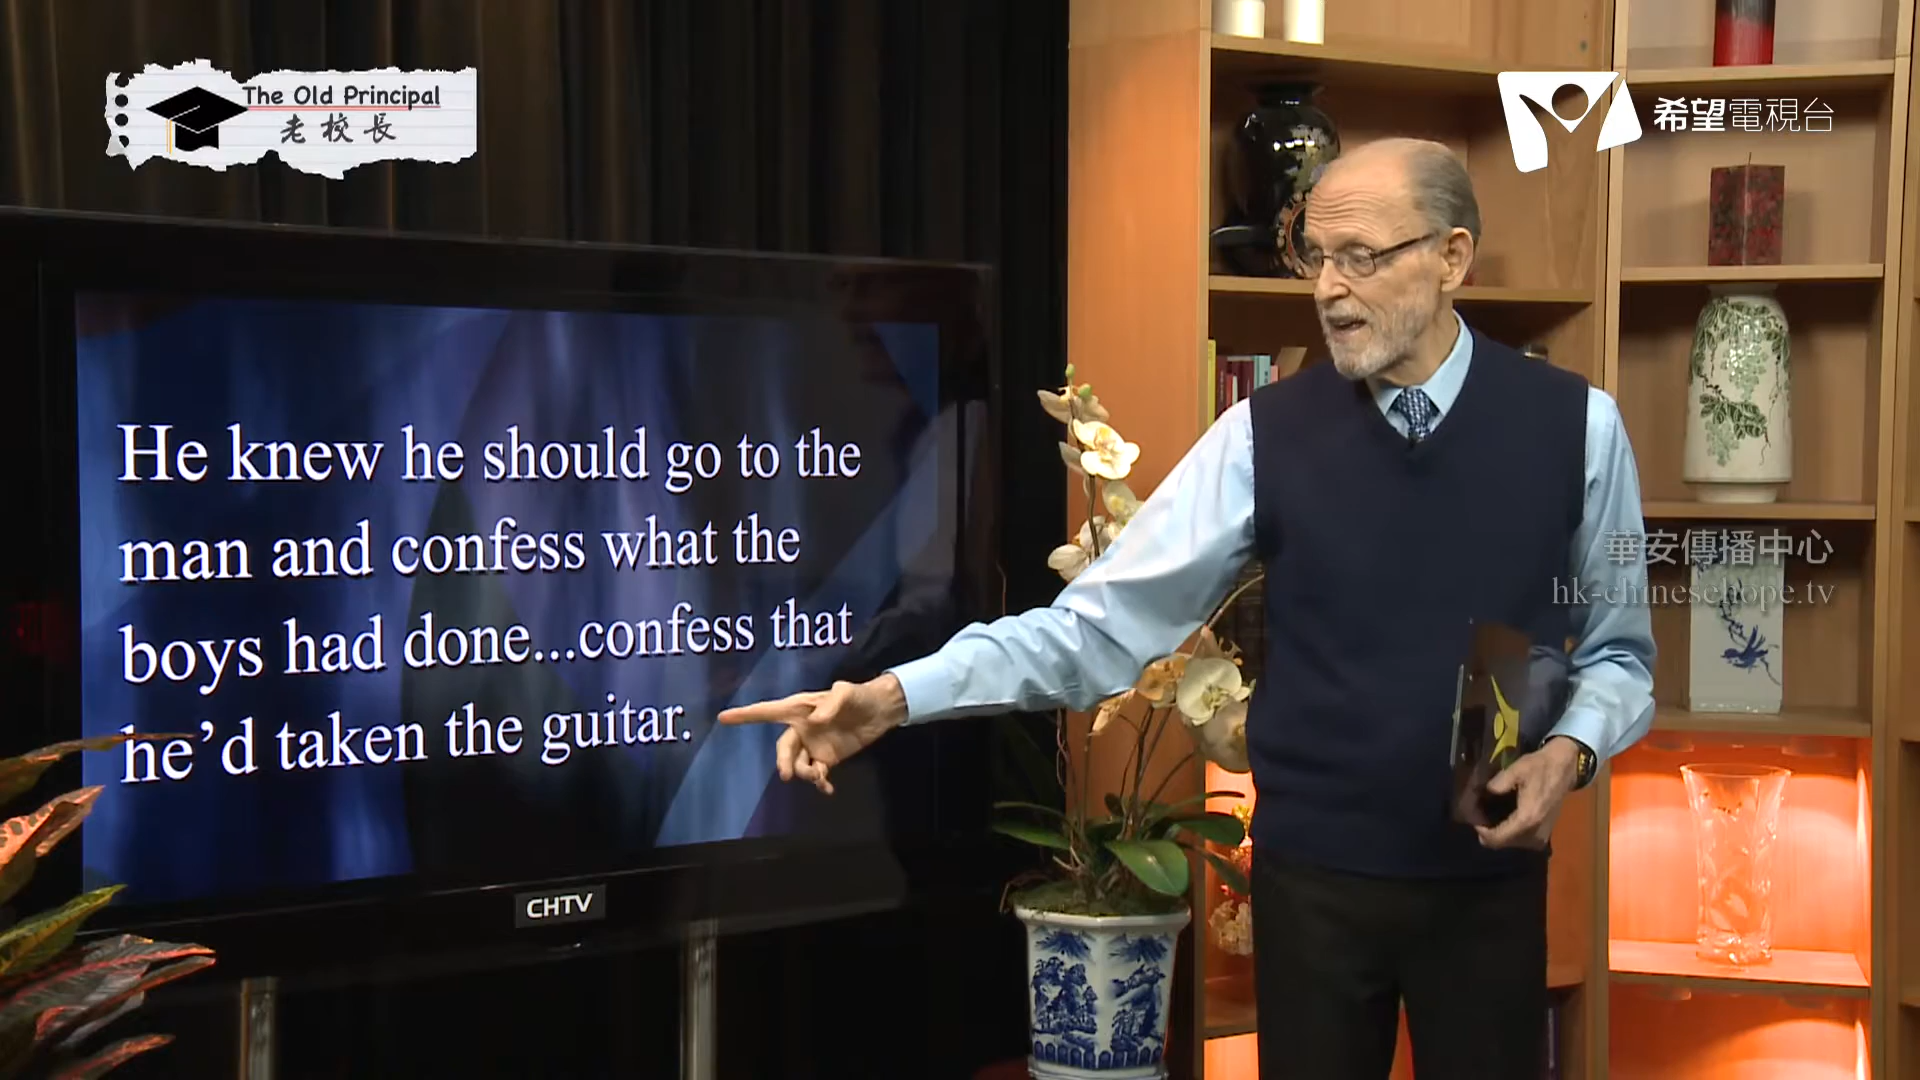 The Old Principal
老校長
希望電視台
He knew he should go to the
man and confess what the
boys had done...confess that
he’d taken the guitar.
華安傳播中心
hk-chinesehope.tv
CHTV